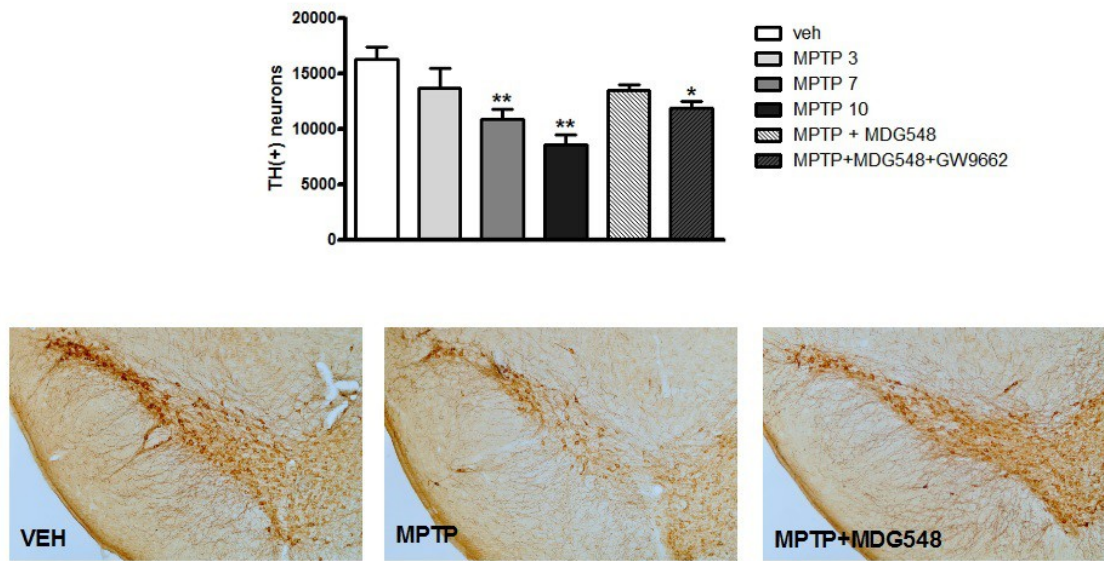 20000
15000
10000
5000
0
TH(+) neurons
**
**
*
veh
MPTP 3
MPTP 7
MPTP 10
MPTP + MDG548
MPTP+MDG548+GW9662
VEH
MPTP
MPTP+MDG548